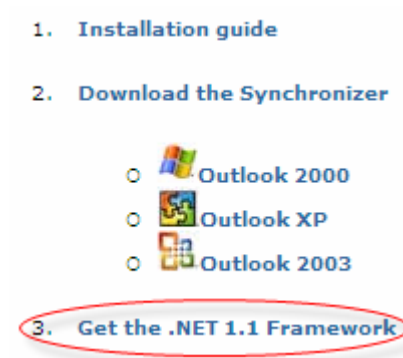 1. Installation guide
2. Download the Synchronizer
o Outlook 2000
o Outlook XP
o Outlook 2003
3. Get the .NET 1.1 Framework